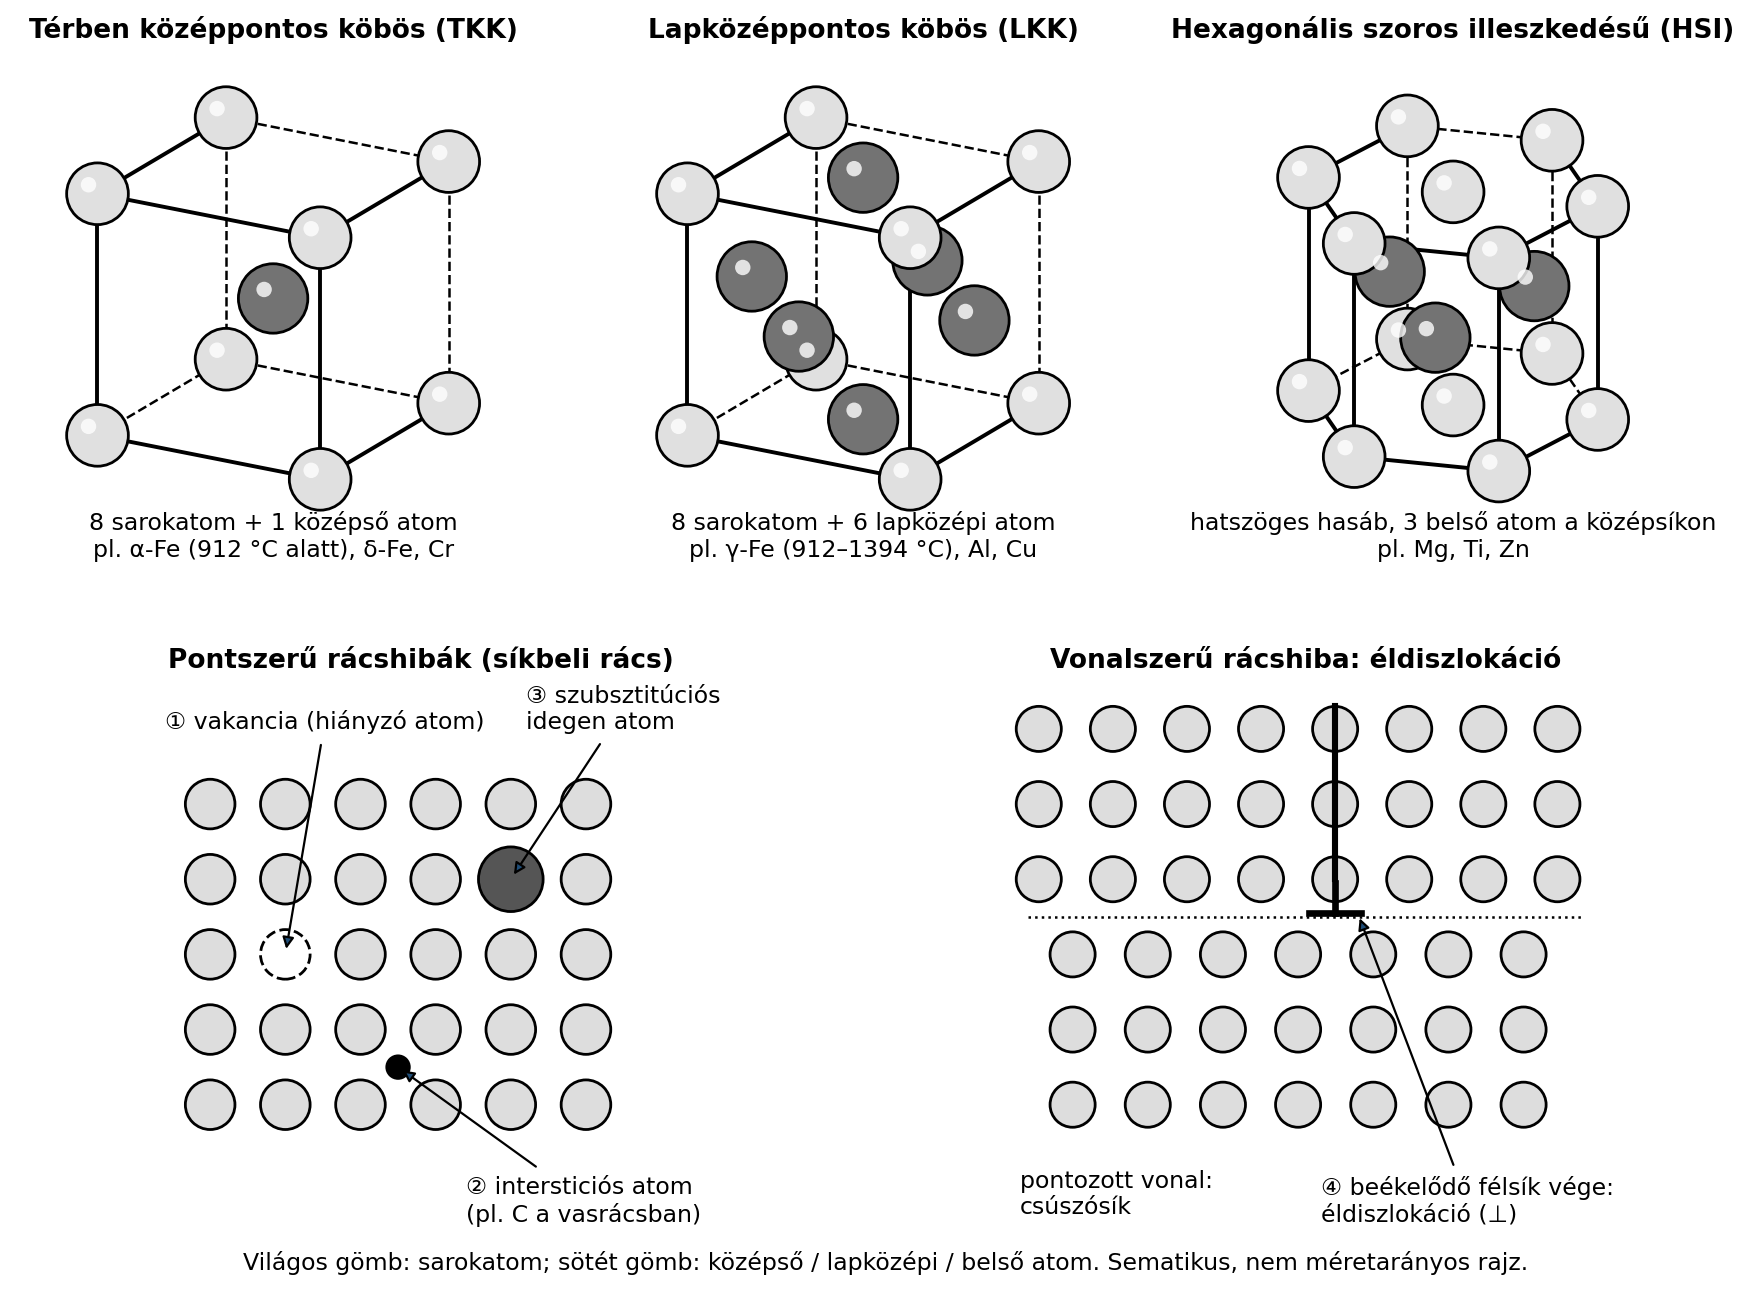 Térben középpontos köbös (TKK)
Lapközéppontos köbös (LKK)
Hexagonális szoros illeszkedésű (HSI)
8 sarokatom + 1 középső atom
pl. α-Fe (912 °C alatt), δ-Fe, Cr
8 sarokatom + 6 lapközépi atom
pl. γ-Fe (912–1394 °C), Al, Cu
hatszöges hasáb, 3 belső atom a középsíkon
pl. Mg, Ti, Zn
Pontszerű rácshibák (síkbeli rács)
① vakancia (hiányzó atom)
③ szubsztitúciós
idegen atom
② intersticiós atom
(pl. C a vasrácsban)
Vonalszerű rácshiba: éldiszlokáció
pontozott vonal:
csúszósík
④ beékelődő félsík vége:
éldiszlokáció (⊥)
Világos gömb: sarokatom; sötét gömb: középső / lapközépi / belső atom. Sematikus, nem méretarányos rajz.